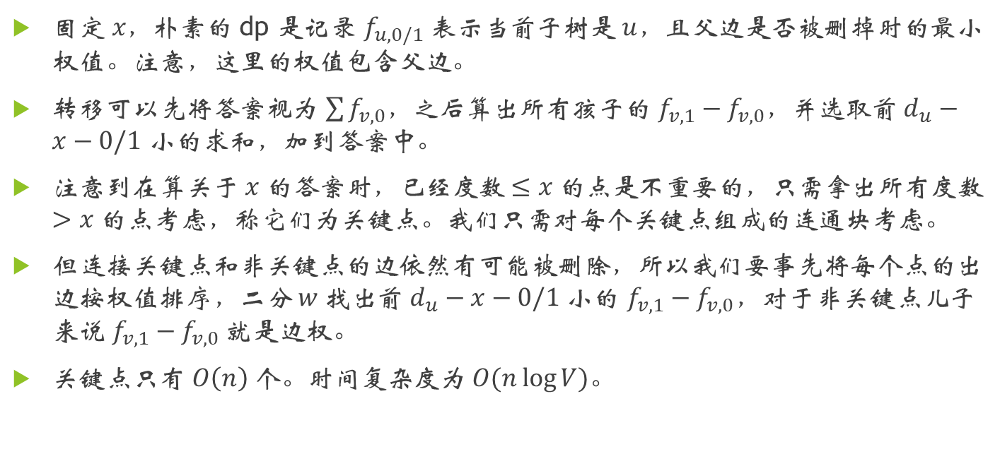 固定 x，朴素的 dp 是记录 f_{u,0/1} 表示当前子树是 u，且父边是否被删掉时的最小
权值。注意，这里的权值包含父边。
转移可以先将答案视为 ∑f_{v,0}，之后算出所有孩子的 f_{v,1} − f_{v,0}，并选取前 d_u −
x − 0/1 小的求和，加到答案中。
注意到在算关于 x 的答案时，已经度数 ≤ x 的点是不重要的，只需拿出所有度数
> x 的点考虑，称它们为关键点。我们只需对每个关键点组成的连通块考虑。
但连接关键点和非关键点的边依然有可能被删除，所以我们要事先将每个点的出
边按权值排序，二分 w 找出前 d_u − x − 0/1 小的 f_{v,1} − f_{v,0}，对于非关键点儿子
来说 f_{v,1} − f_{v,0} 就是边权。
关键点只有 O(n) 个。时间复杂度为 O(n log V)。